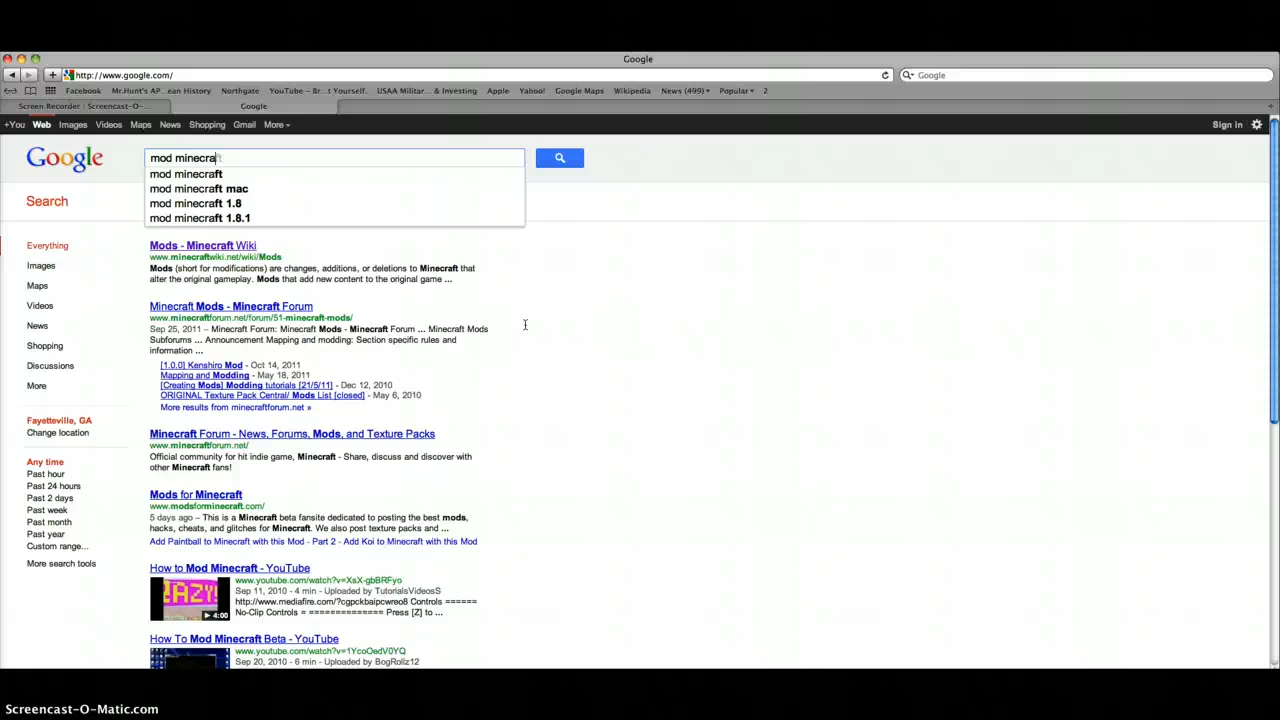 Google
http://www.google.com/
Google
Facebook Mr.Hunt's AP...ean History Northgate YouTube – Br...t Yourself. USAA Militar... & Investing Apple Yahoo! Google Maps Wikipedia News (499) Popular 2
Screen Recorder | Screencast-O-... Google
+You Web Images Videos Maps News Shopping Gmail More Sign in
Google mod minecraft
mod minecraft
mod minecraft mac
Search mod minecraft 1.8
mod minecraft 1.8.1
Everything
Images
Maps
Videos
News
Shopping
Discussions
More
Fayetteville, GA
Change location
Any time
Past hour
Past 24 hours
Past 2 days
Past week
Past month
Past year
Custom range...
More search tools
Mods - Minecraft Wiki
www.minecraftwiki.net/wiki/Mods
Mods (short for modifications) are changes, additions, or deletions to Minecraft that
alter the original gameplay. Mods that add new content to the original game ...
Minecraft Mods - Minecraft Forum
www.minecraftforum.net/forum/51-minecraft-mods/
Sep 25, 2011 – Minecraft Forum: Minecraft Mods - Minecraft Forum ... Minecraft Mods
Subforums ... Announcement Mapping and modding: Section specific rules and
information ...
[1.0.0] Kenshiro Mod - Oct 14, 2011
Mapping and Modding - May 18, 2011
[Creating Mods] Modding tutorials [21/5/11] - Dec 12, 2010
ORIGINAL Texture Pack Central/ Mods List [closed] - May 6, 2010
More results from minecraftforum.net »
Minecraft Forum - News, Forums, Mods, and Texture Packs
www.minecraftforum.net/
Official community for hit indie game, Minecraft - Share, discuss and discover with
other Minecraft fans!
Mods for Minecraft
www.modsforminecraft.com/
5 days ago – This is a Minecraft beta fansite dedicated to posting the best mods,
hacks, cheats, and glitches for Minecraft. We also post texture packs and ...
Add Paintball to Minecraft with this Mod - Part 2 - Add Koi to Minecraft with this Mod
How to Mod Minecraft - YouTube
www.youtube.com/watch?v=XsX-gbBRFyo
Sep 11, 2010 - 4 min - Uploaded by TutorialsVideosS
http://www.mediafire.com/?cgpckbaipcwreo8 Controls ======
No-Clip Controls = ============== Press [Z] to ...
AZY!
4:00
How To Mod Minecraft Beta - YouTube
www.youtube.com/watch?v=1YcoOedV0YQ
Sep 20, 2010 - 6 min - Uploaded by BogRollz12
Screencast-O-Matic.com